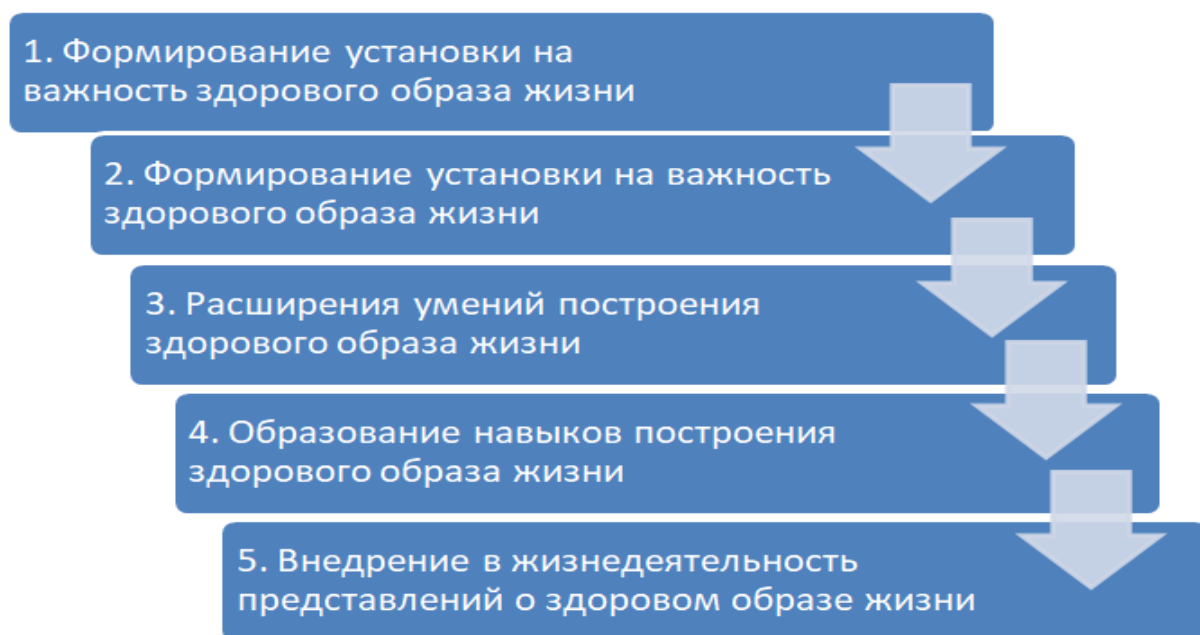 1. Формирование установки на
важность здорового образа жизни
2. Формирование установки на важность
здорового образа жизни
3. Расширения умений построения
здорового образа жизни
4. Образование навыков построения
здорового образа жизни
5. Внедрение в жизнедеятельность
представлений о здоровом образе жизни